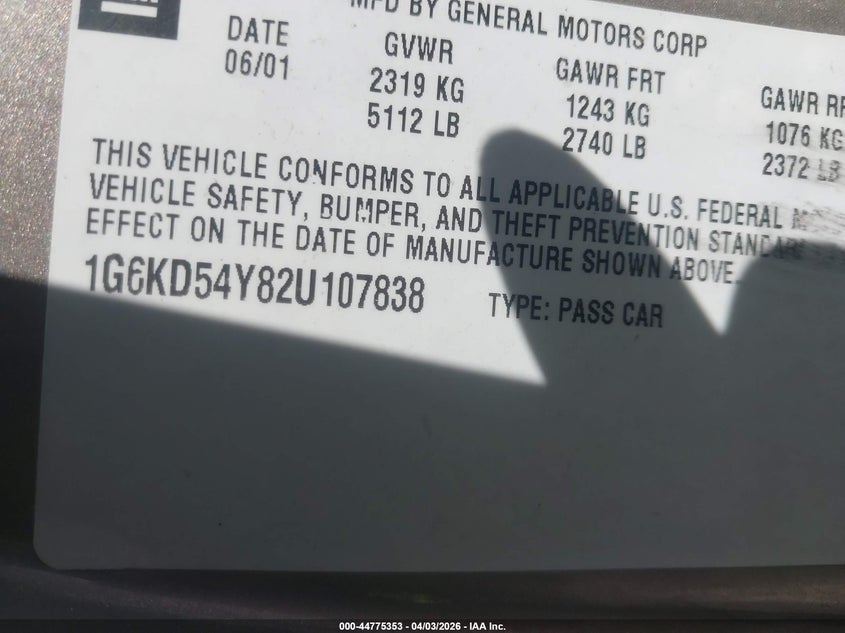 MFD BY GENERAL MOTORS CORP
DATE GVWR GAWR FRT GAWR RR
06/01 2319 KG 1243 KG 1076 KG
5112 LB 2740 LB 2372 LB
THIS VEHICLE CONFORMS TO ALL APPLICABLE U.S. FEDERAL
VEHICLE SAFETY, BUMPER, AND THEFT PREVENTION STANDAR
EFFECT ON THE DATE OF MANUFACTURE SHOWN ABOVE.
1G6KD54Y82U107838 TYPE: PASS CAR
000-44775353 - 04/03/2026 - IAA Inc.